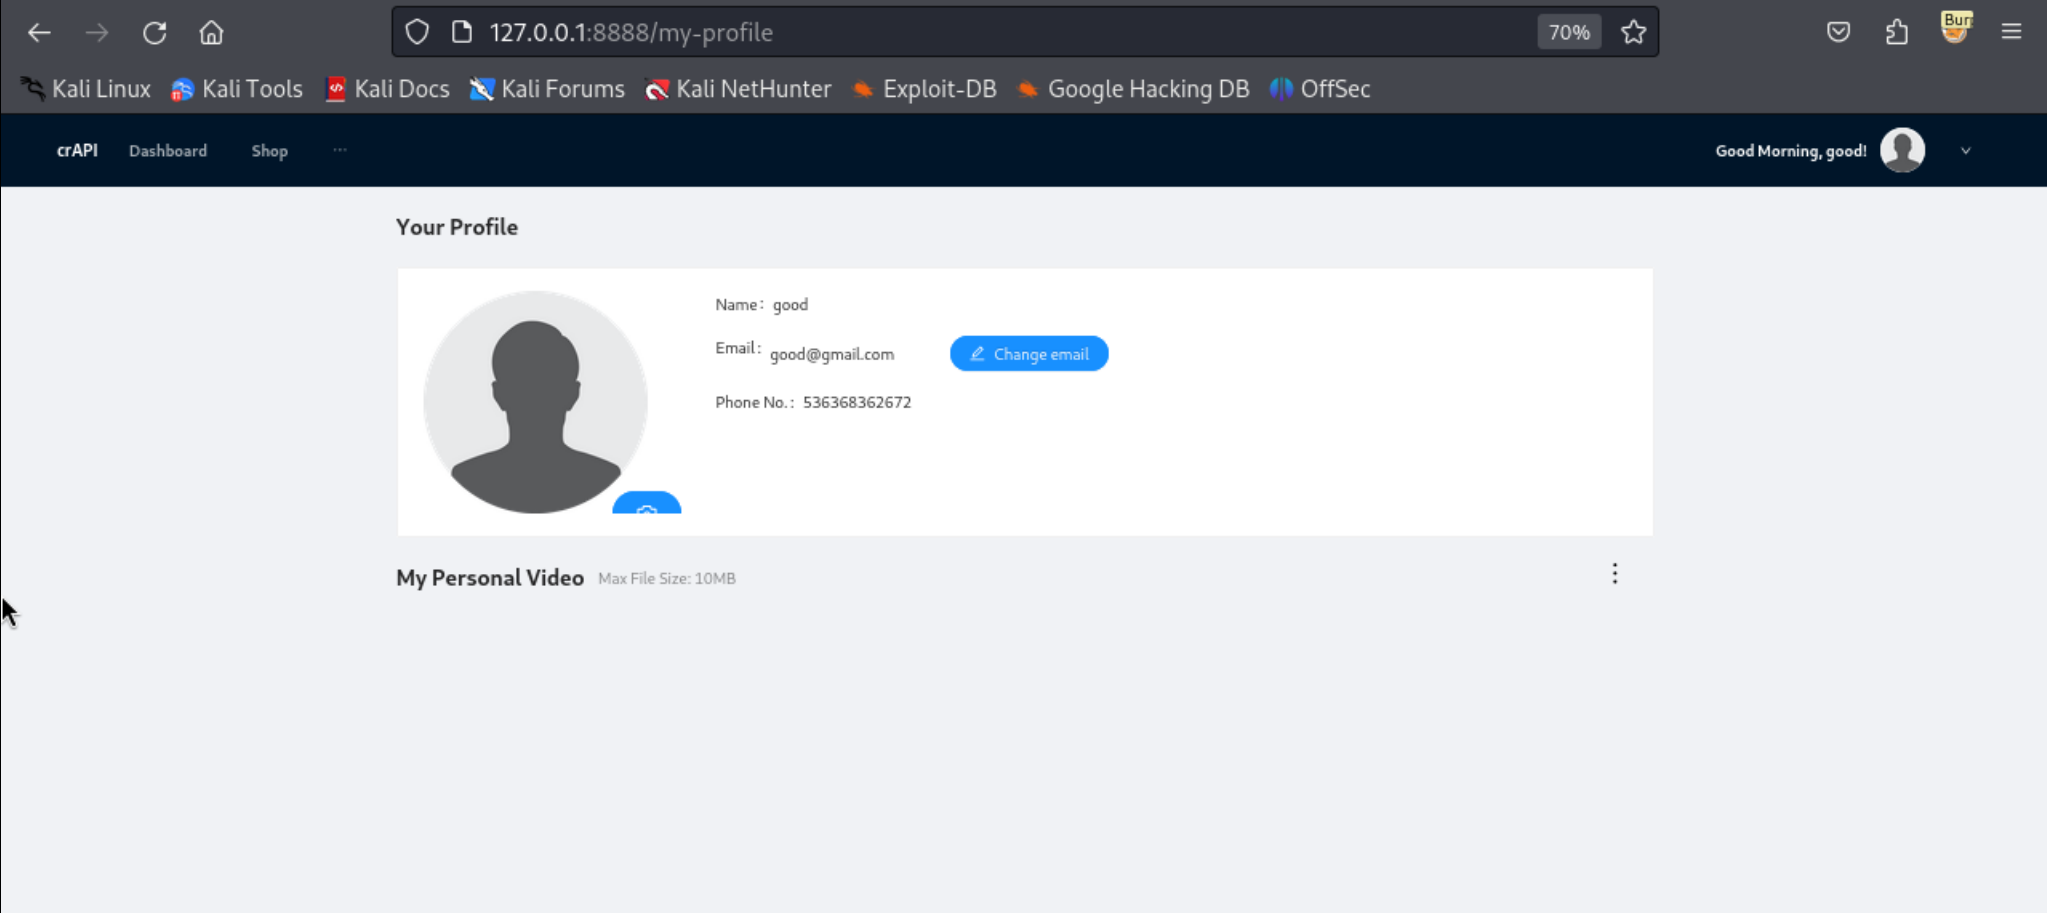 127.0.0.1:8888/my-profile 70% Bur
Kali Linux Kali Tools Kali Docs Kali Forums Kali NetHunter Exploit-DB Google Hacking DB OffSec
crAPI Dashboard Shop ··· Good Morning, good!
Your Profile
Name: good
Email: good@gmail.com Change email
Phone No.: 536368362672
My Personal Video Max File Size: 10MB